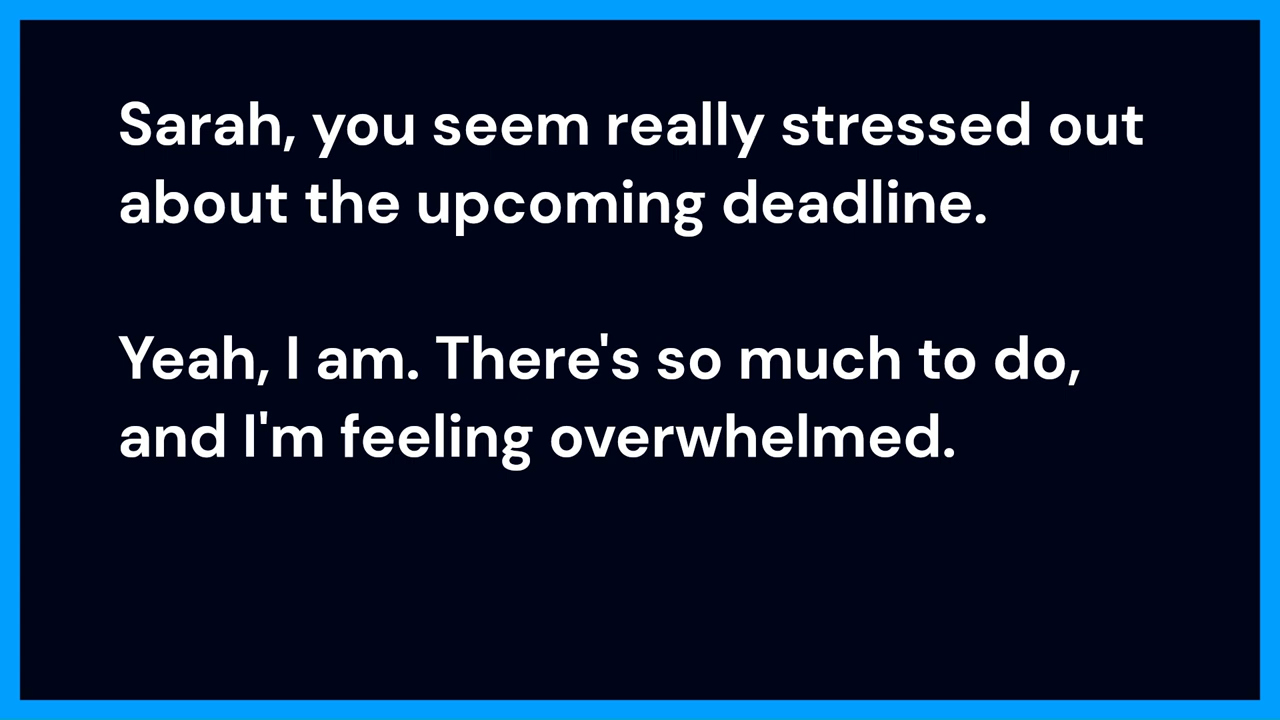 Sarah, you seem really stressed out
about the upcoming deadline.
Yeah, I am. There's so much to do,
and I'm feeling overwhelmed.